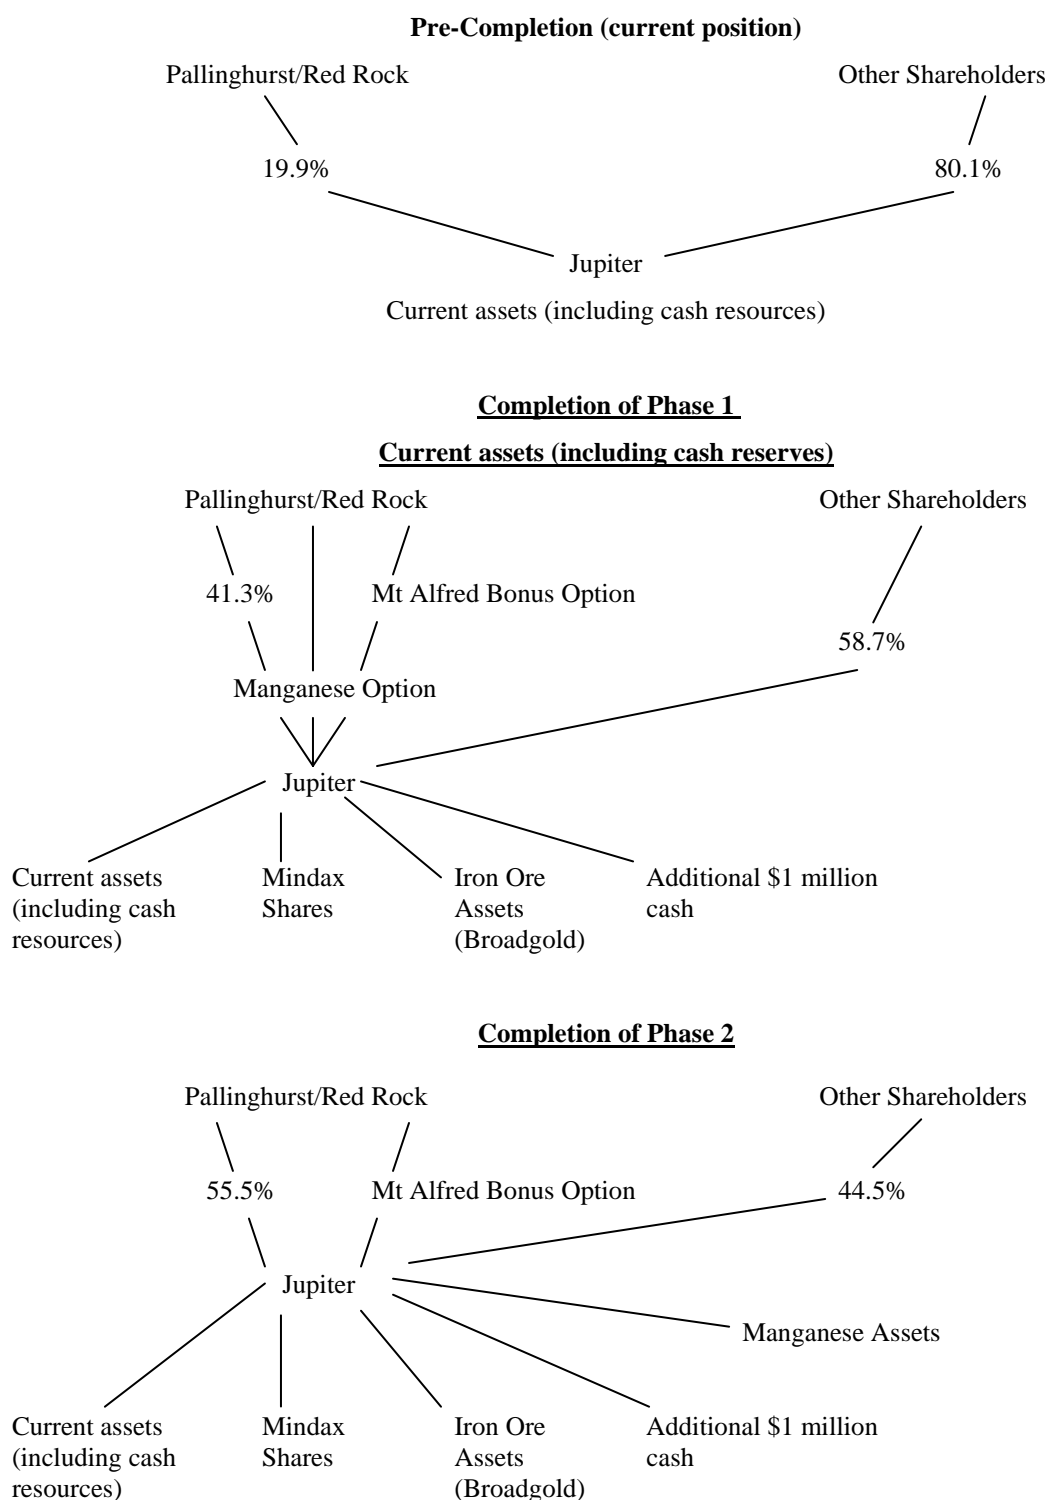 Pre-Completion (current position)
Pallinghurst/Red Rock
Other Shareholders
19.9%
80.1%
Jupiter
Current assets (including cash resources)
Completion of Phase 1
Current assets (including cash reserves)
Pallinghurst/Red Rock
Other Shareholders
41.3%
Mt Alfred Bonus Option
58.7%
Manganese Option
Jupiter
Current assets
(including cash
resources)
Mindax
Shares
Iron Ore
Assets
(Broadgold)
Additional $1 million
cash
Completion of Phase 2
Pallinghurst/Red Rock
Other Shareholders
55.5%
Mt Alfred Bonus Option
44.5%
Jupiter
Manganese Assets
Current assets
(including cash
resources)
Mindax
Shares
Iron Ore
Assets
(Broadgold)
Additional $1 million
cash